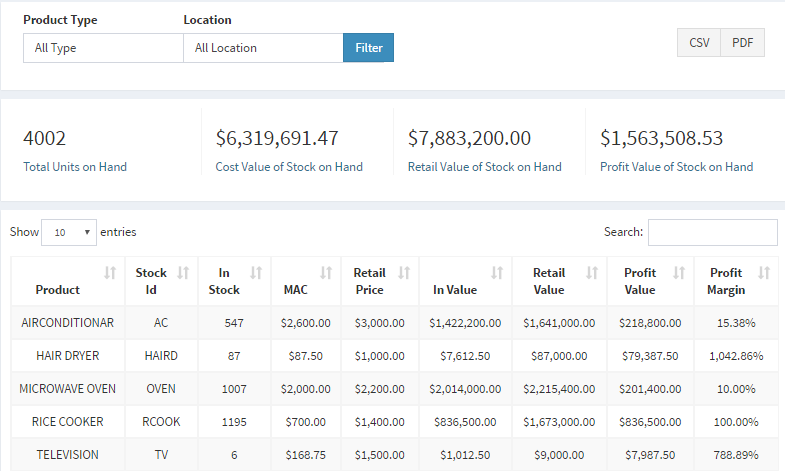 Product Type Location
All Type All Location Filter CSV PDF
4002 $6,319,691.47 $7,883,200.00 $1,563,508.53
Total Units on Hand Cost Value of Stock on Hand Retail Value of Stock on Hand Profit Value of Stock on Hand
Show 10 entries Search:
Product Stock Id In Stock MAC Retail Price In Value Retail Value Profit Value Profit Margin
AIRCONDITIONAR AC 547 $2,600.00 $3,000.00 $1,422,200.00 $1,641,000.00 $218,800.00 15.38%
HAIR DRYER HAIRD 87 $87.50 $1,000.00 $7,612.50 $87,000.00 $79,387.50 1,042.86%
MICROWAVE OVEN OVEN 1007 $2,000.00 $2,200.00 $2,014,000.00 $2,215,400.00 $201,400.00 10.00%
RICE COOKER RCOOK 1195 $700.00 $1,400.00 $836,500.00 $1,673,000.00 $836,500.00 100.00%
TELEVISION TV 6 $168.75 $1,500.00 $1,012.50 $9,000.00 $7,987.50 788.89%